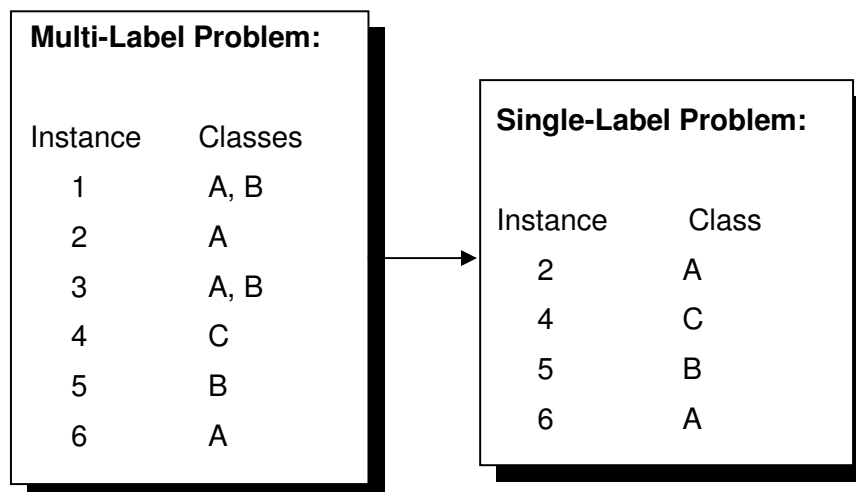 Multi-Label Problem:
Instance Classes
1 A, B
2 A
3 A, B
4 C
5 B
6 A
Single-Label Problem:
Instance Class
2 A
4 C
5 B
6 A